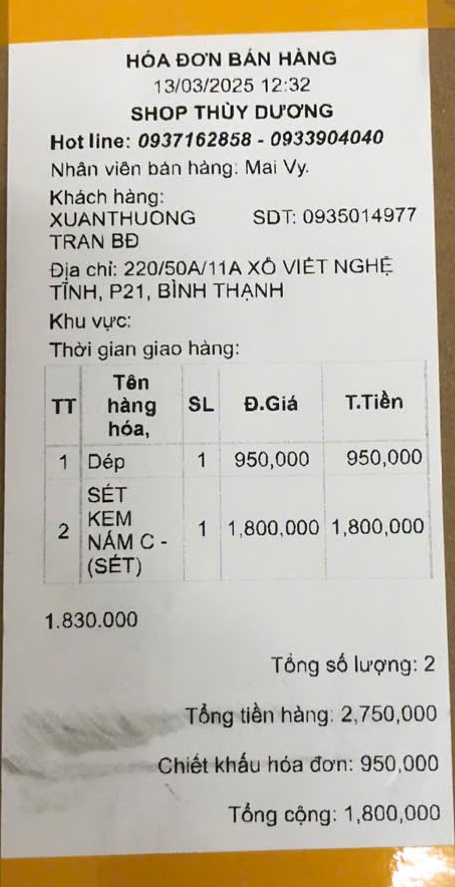 HÓA ĐƠN BÁN HÀNG
13/03/2025 12:32
SHOP THÙY DƯƠNG
Hot line: 0937162858 - 0933904040
Nhân viên bán hàng: Mai Vy.
Khách hàng:
XUANTHUONG SDT: 0935014977
TRAN BĐ
Địa chỉ: 220/50A/11A XÔ VIẾT NGHỆ
TĨNH, P21, BÌNH THẠNH
Khu vực:
Thời gian giao hàng:
TT Tên hàng hóa, SL Đ.Giá T.Tiền
1 Dép 1 950,000 950,000
2 SÉT KEM NÁM C - (SÉT) 1 1,800,000 1,800,000
1.830.000
Tổng số lượng: 2
Tổng tiền hàng: 2,750,000
Chiết khấu hóa đơn: 950,000
Tổng cộng: 1,800,000